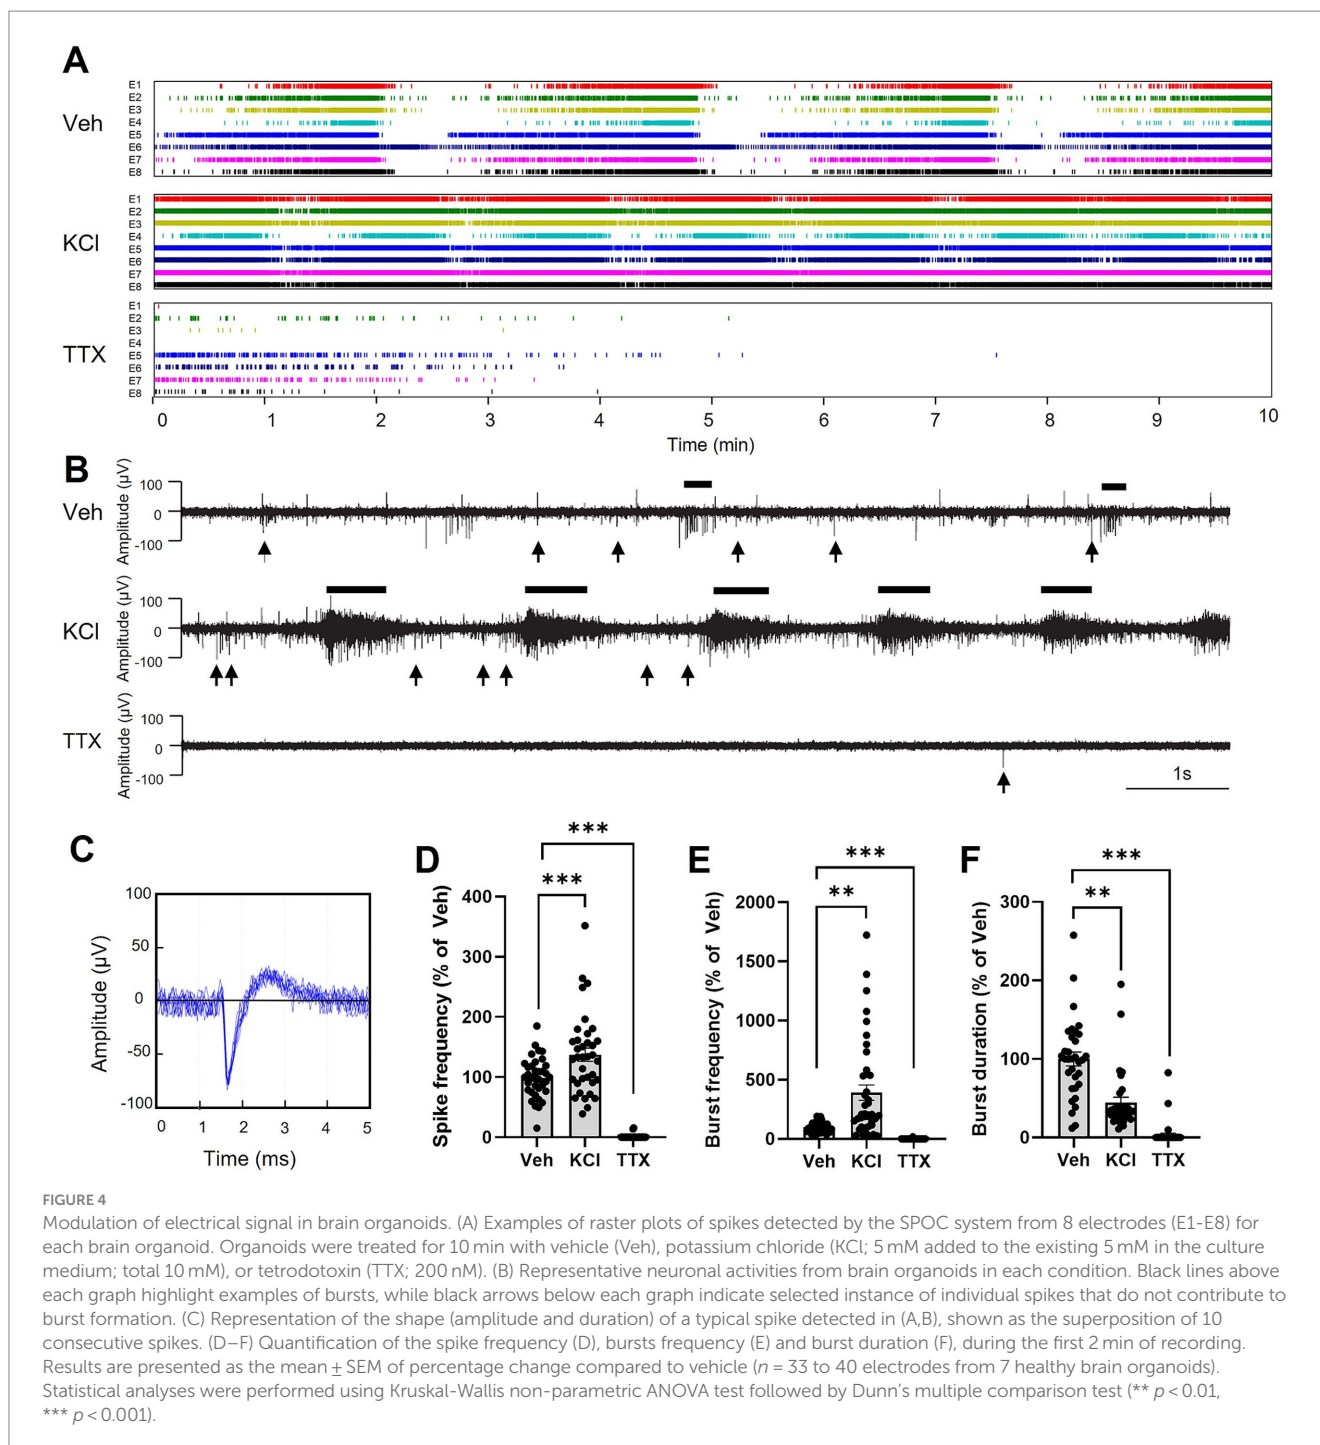 A
Veh
E1
E2
E3
E4
E5
E6
E7
E8
KCl
E1
E2
E3
E4
E5
E6
E7
E8
TTX
E1
E2
E3
E4
E5
E6
E7
E8
0 1 2 3 4 5 6 7 8 9 10
Time (min)
B
Veh
Amplitude (µV)
100
0
-100
KCl
Amplitude (µV)
100
0
-100
TTX
Amplitude (µV)
100
0
-100
1s
C
Amplitude (µV)
100
50
0
-50
-100
0 1 2 3 4 5
Time (ms)
D
Spike frequency (% of Veh)
400
300
200
100
0
***
***
Veh KCl TTX
E
Burst frequency (% of Veh)
2000
1500
1000
500
0
***
**
Veh KCl TTX
F
Burst duration (% of Veh)
300
200
100
0
***
**
Veh KCl TTX
FIGURE 4
Modulation of electrical signal in brain organoids. (A) Examples of raster plots of spikes detected by the SPOC system from 8 electrodes (E1-E8) for
each brain organoid. Organoids were treated for 10 min with vehicle (Veh), potassium chloride (KCl; 5 mM added to the existing 5 mM in the culture
medium; total 10 mM), or tetrodotoxin (TTX; 200 nM). (B) Representative neuronal activities from brain organoids in each condition. Black lines above
each graph highlight examples of bursts, while black arrows below each graph indicate selected instance of individual spikes that do not contribute to
burst formation. (C) Representation of the shape (amplitude and duration) of a typical spike detected in (A,B), shown as the superposition of 10
consecutive spikes. (D–F) Quantification of the spike frequency (D), bursts frequency (E) and burst duration (F), during the first 2 min of recording.
Results are presented as the mean ± SEM of percentage change compared to vehicle (n = 33 to 40 electrodes from 7 healthy brain organoids).
Statistical analyses were performed using Kruskal-Wallis non-parametric ANOVA test followed by Dunn's multiple comparison test (** p < 0.01,
*** p < 0.001).